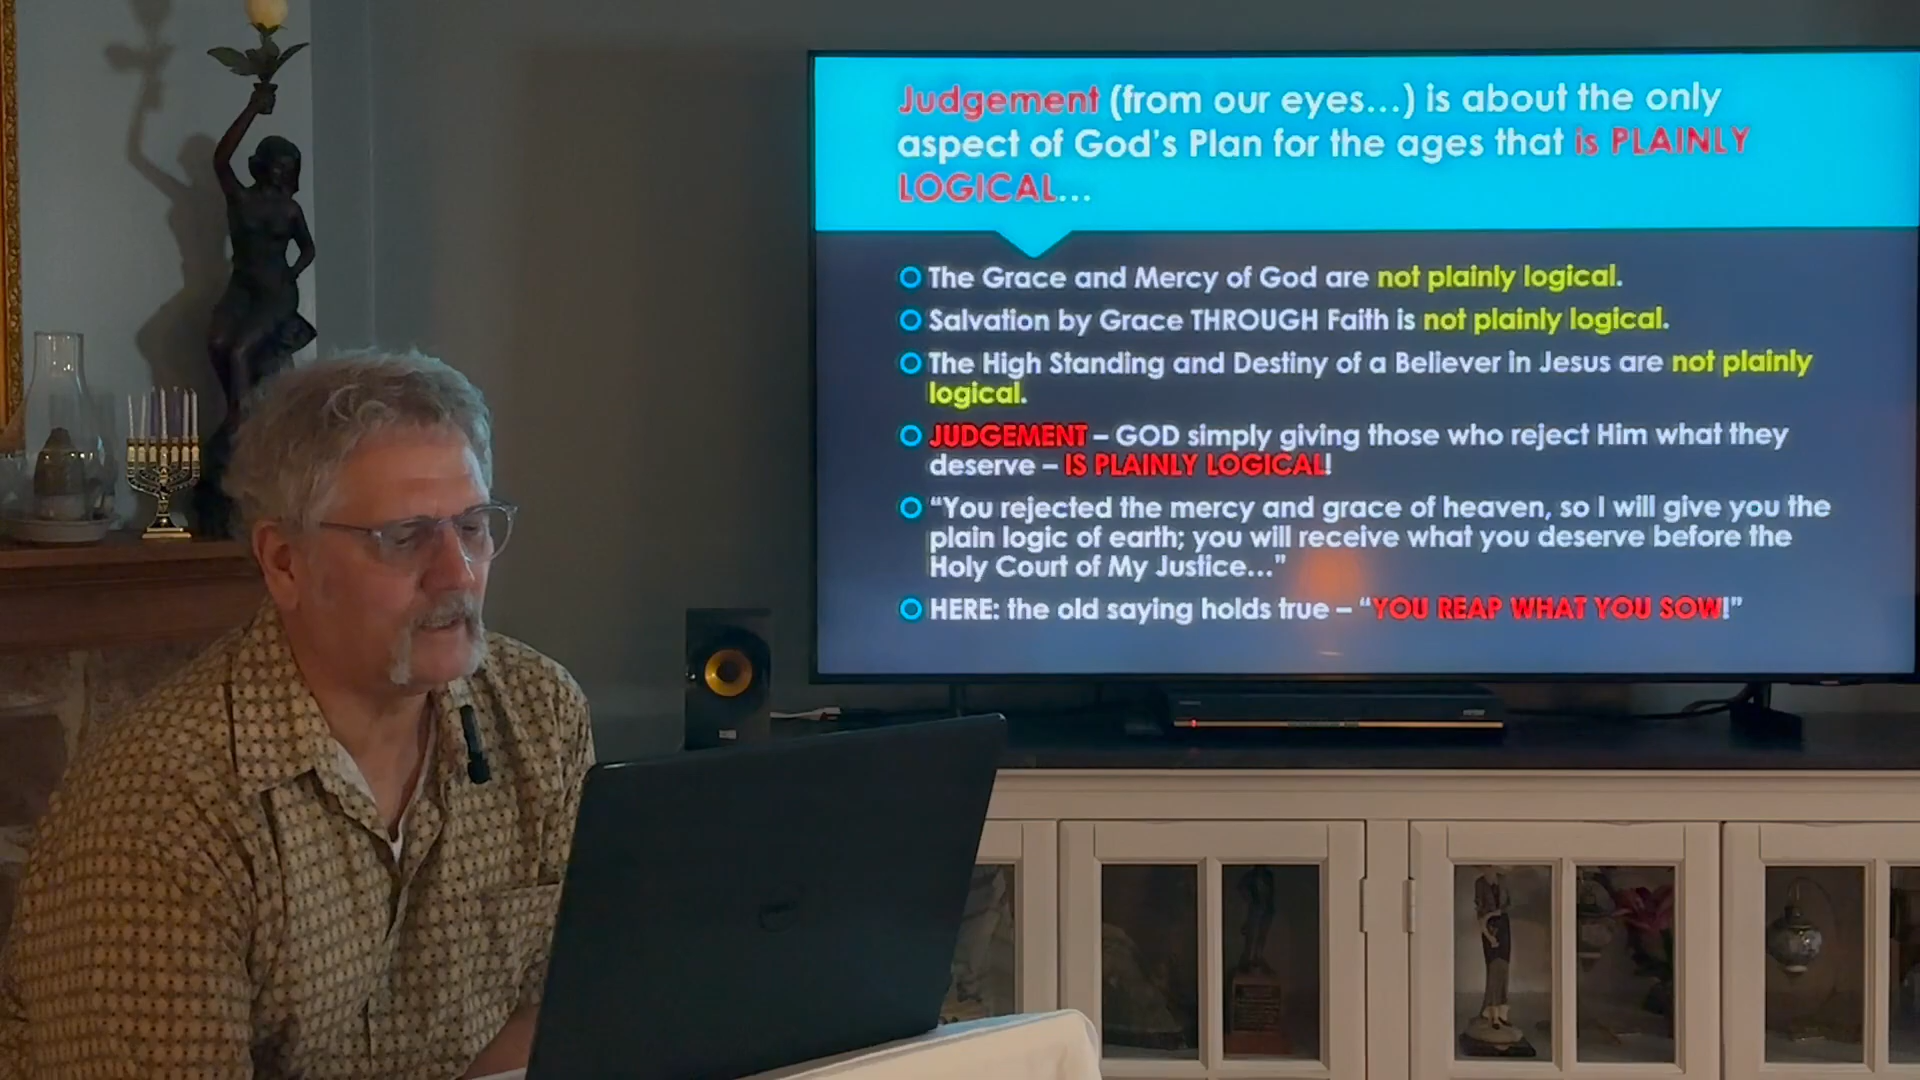 Judgement (from our eyes...) is about the only
aspect of God's Plan for the ages that is PLAINLY
LOGICAL...
The Grace and Mercy of God are not plainly logical.
Salvation by Grace THROUGH Faith is not plainly logical.
The High Standing and Destiny of a Believer in Jesus are not plainly
logical.
JUDGEMENT – GOD simply giving those who reject Him what they
deserve – IS PLAINLY LOGICAL!
“You rejected the mercy and grace of heaven, so I will give you the
plain logic of earth; you will receive what you deserve before the
Holy Court of My Justice...”
HERE: the old saying holds true – “YOU REAP WHAT YOU SOW!”
DELL